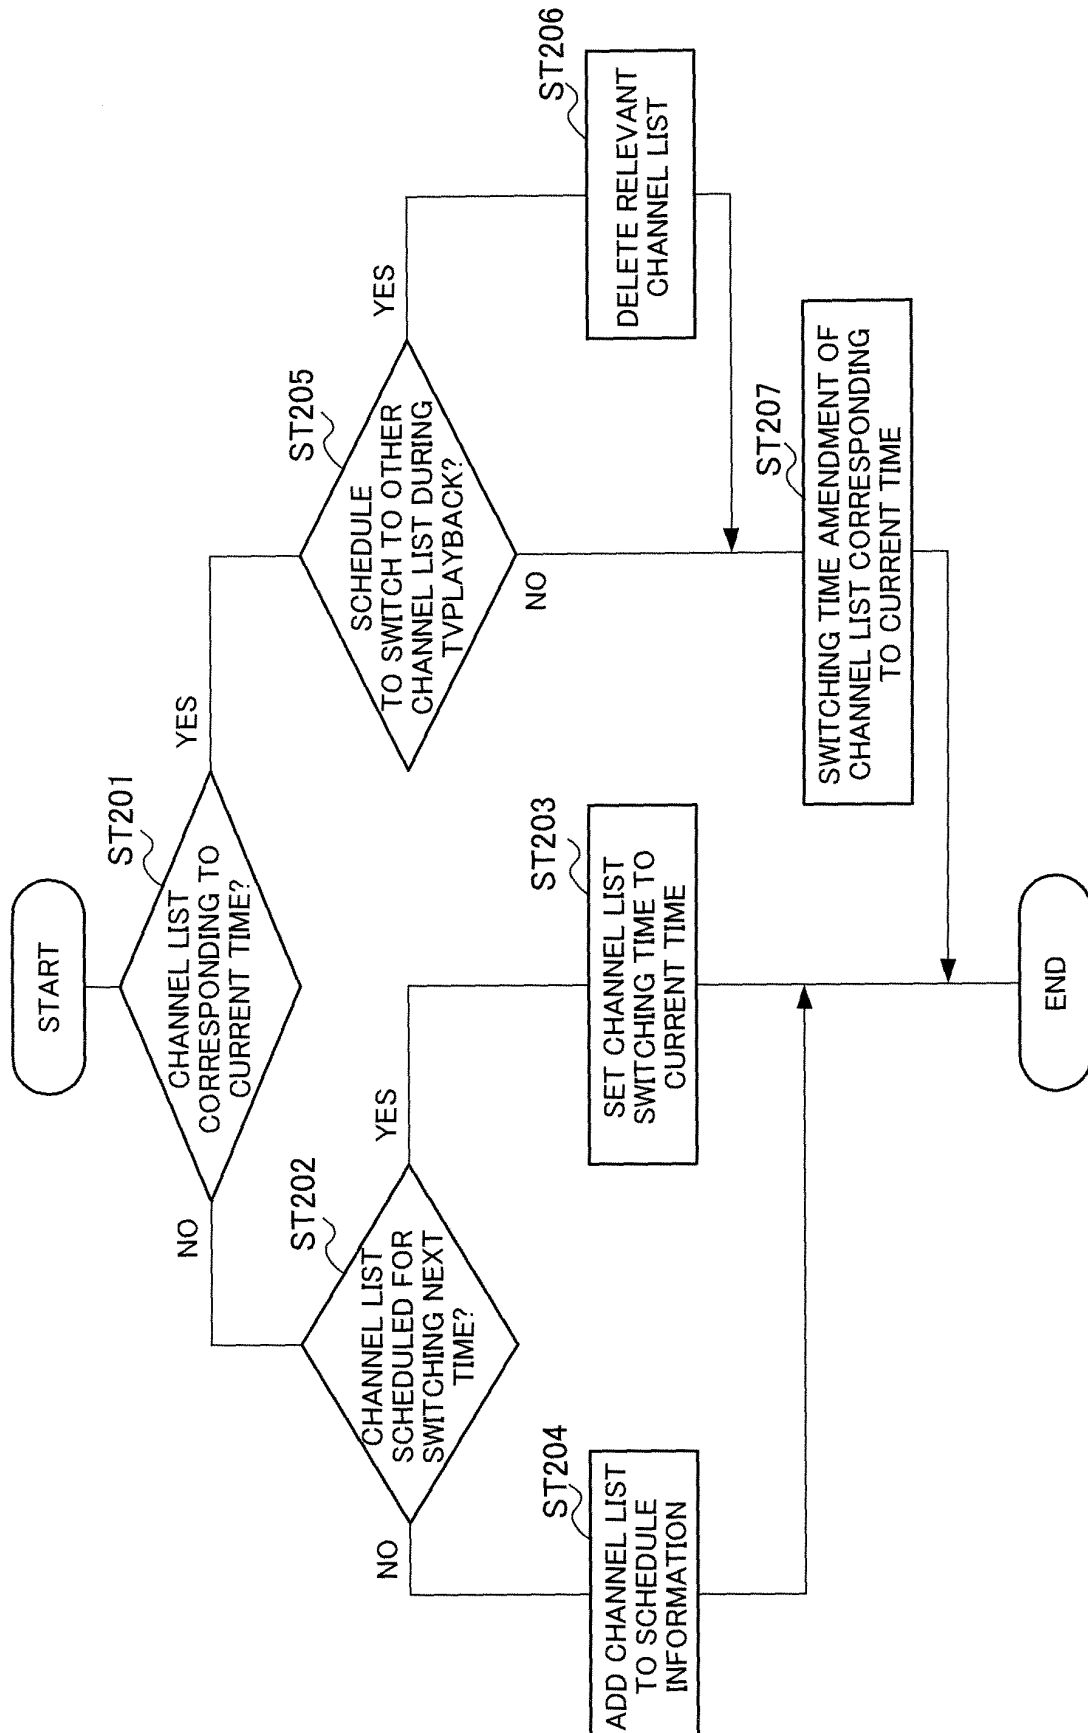 START
ST201
CHANNEL LIST
CORRESPONDING TO
CURRENT TIME?
NO
YES
ST202
CHANNEL LIST
SCHEDULED FOR
SWITCHING NEXT
TIME?
NO
YES
ST205
SCHEDULE
TO SWITCH TO OTHER
CHANNEL LIST DURING
TVPLAYBACK?
YES
NO
ST204
ADD CHANNEL LIST
TO SCHEDULE
INFORMATION
ST203
SET CHANNEL LIST
SWITCHING TIME TO
CURRENT TIME
ST206
DELETE RELEVANT
CHANNEL LIST
ST207
SWITCHING TIME AMENDMENT OF
CHANNEL LIST CORRESPONDING
TO CURRENT TIME
END